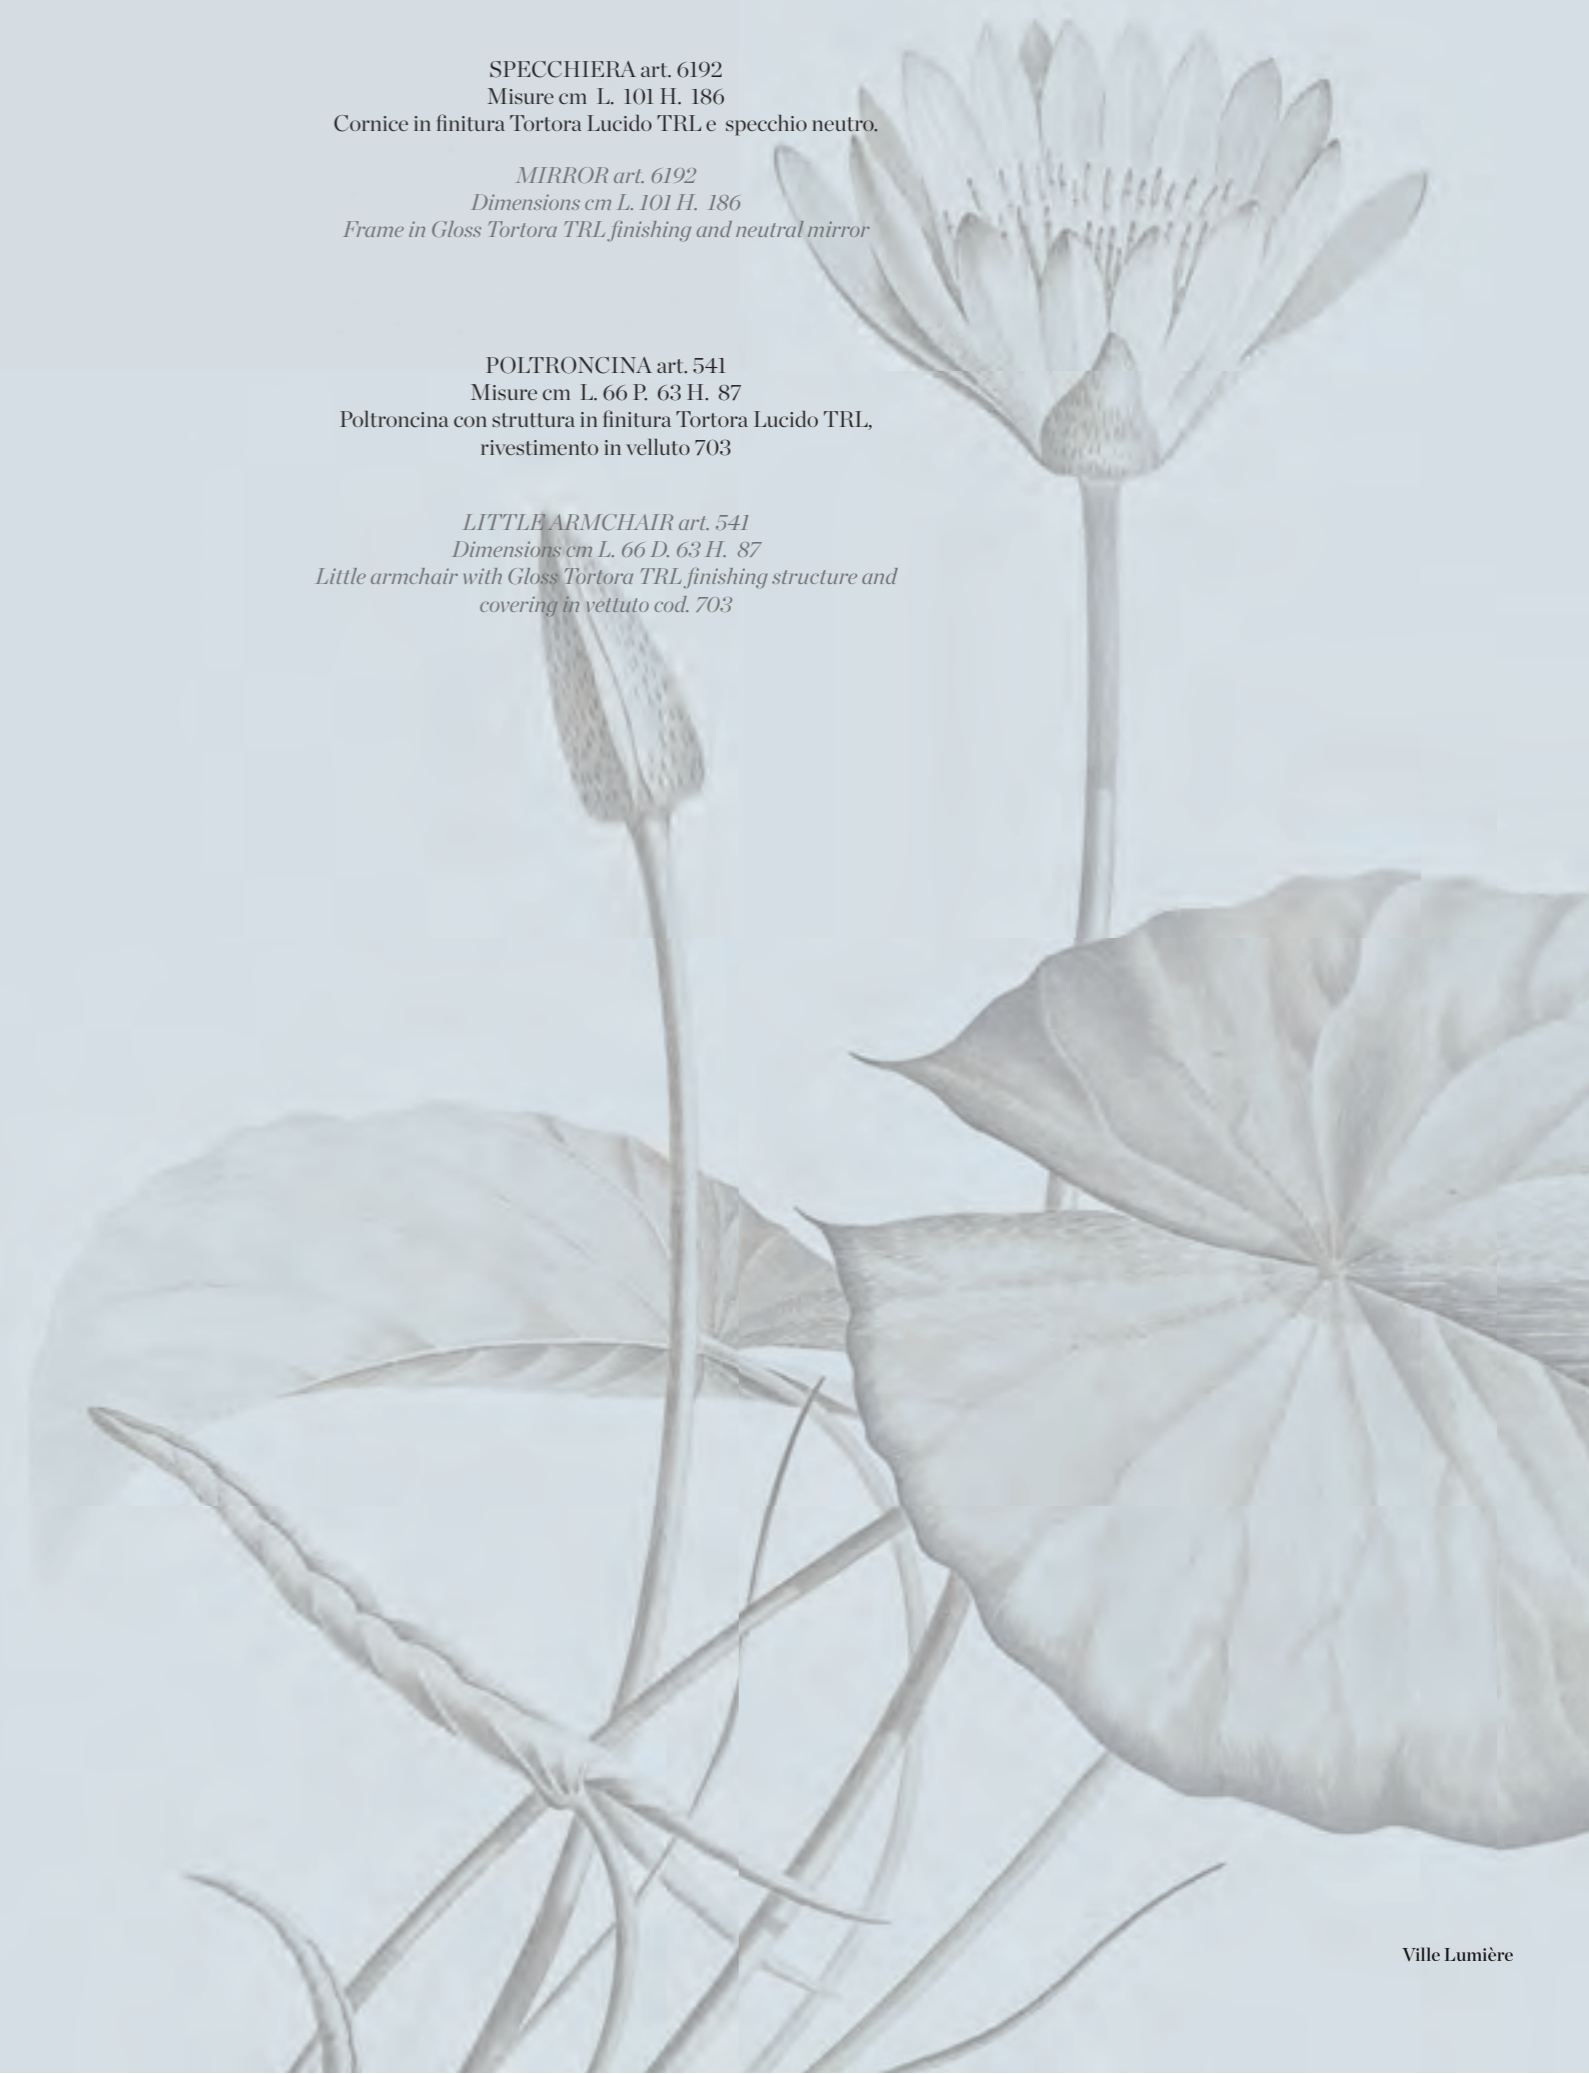 SPECCHIERA art. 6192
Misure cm L. 101 H. 186
Cornice in finitura Tortora Lucido TRL e specchio neutro.
MIRROR art. 6192
Dimensions cm L. 101 H. 186
Frame in Gloss Tortora TRL finishing and neutral mirror
POLTRONCINA art. 541
Misure cm L. 66 P. 63 H. 87
Poltroncina con struttura in finitura Tortora Lucido TRL,
rivestimento in velluto 703
LITTLE ARMCHAIR art. 541
Dimensions cm L. 66 D. 63 H. 87
Little armchair with Gloss Tortora TRL finishing structure and
covering in vettuto cod. 703
Ville Lumière